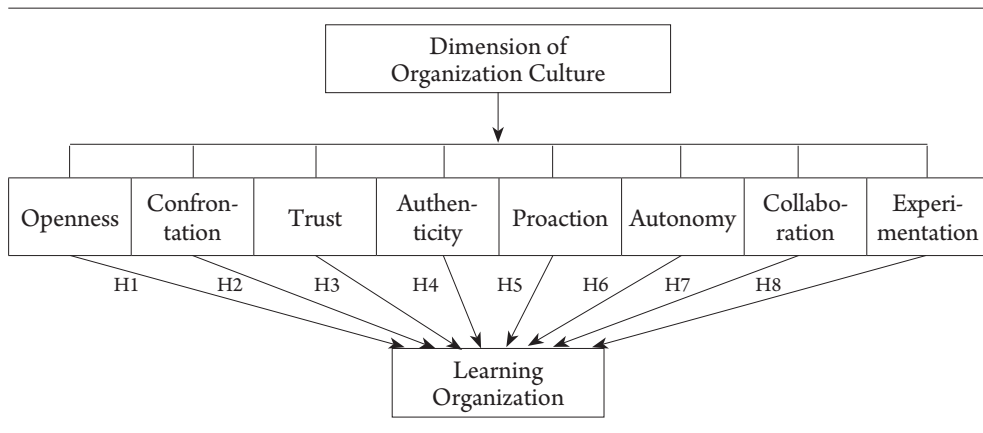 Dimension of
Organization Culture
Openness
Confron-
tation
Trust
Authen-
ticity
Proaction
Autonomy
Collabo-
ration
Experi-
mentation
H1 H2 H3 H4 H5 H6 H7 H8
Learning
Organization